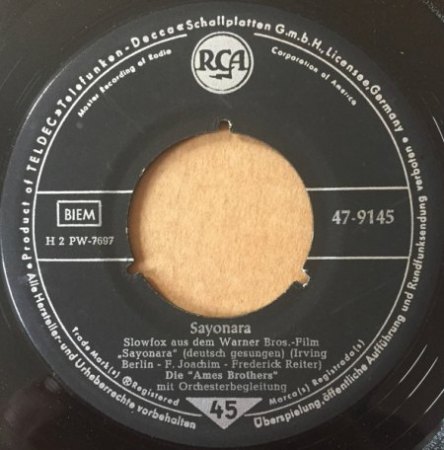 Product of TELDEC »Telefunken-Decca« Schallplatten G.m.b.H., Licensee, Germany
Master Recording of Radio Corporation of America
RCA
BIEM
47-9145
H 2 PW-7697
Sayonara
Slowfox aus dem Warner Bros.-Film
„Sayonara“ (deutsch gesungen) (Irving
Berlin - F. Joachim - Frederick Reiter)
Die "Ames Brothers"
mit Orchesterbegleitung
Trade Mark(s) ® Registered
Marca(s) Registrada(s)
45
Alle Hersteller- und Urheberrechte vorbehalten
Überspielung, öffentliche Aufführung und Rundfunksendung verboten